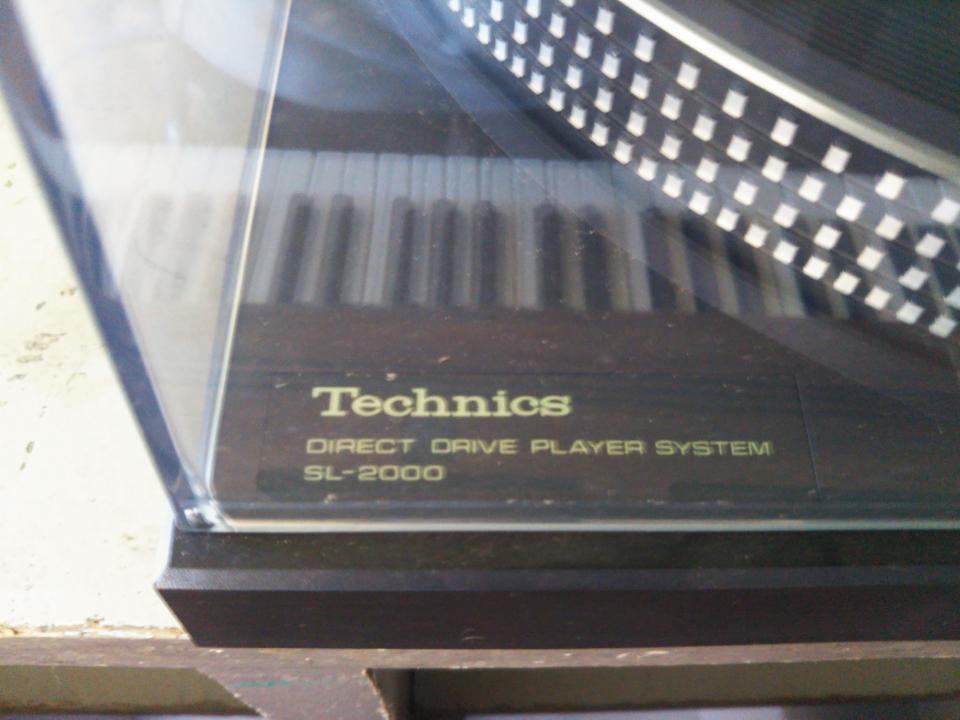 Technics
DIRECT DRIVE PLAYER SYSTEM
SL-2000